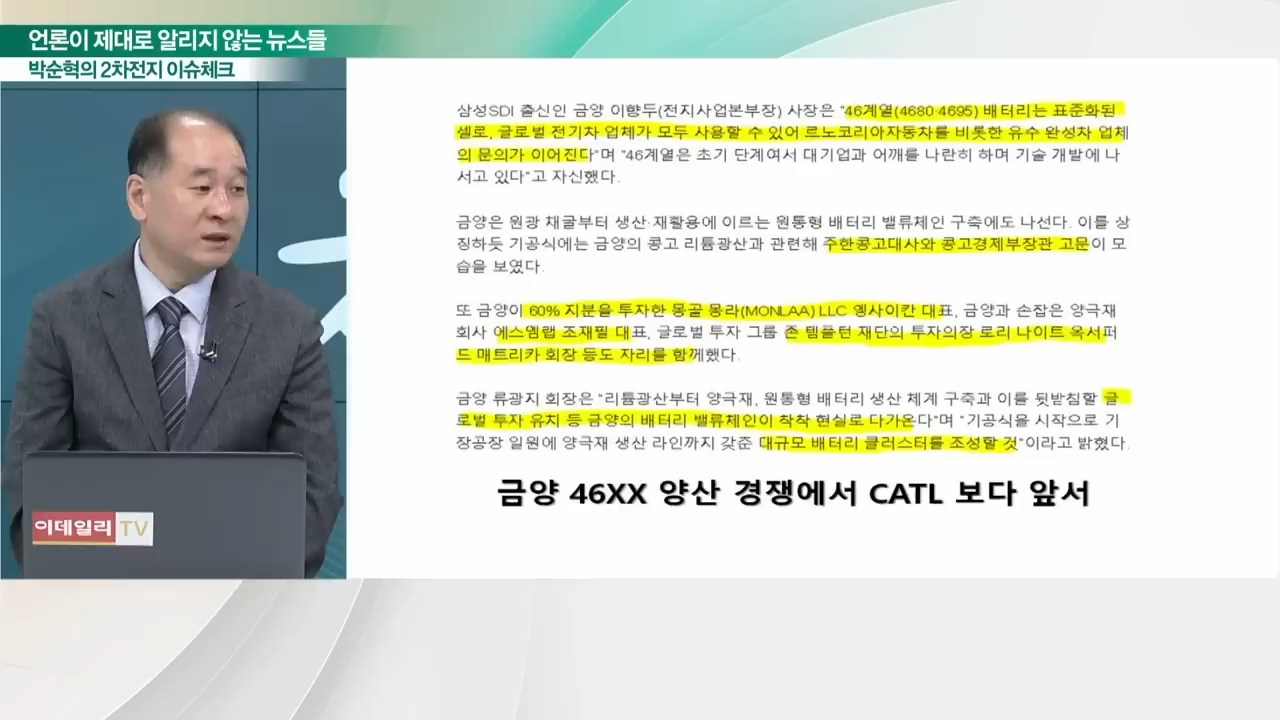 언론이 제대로 알리지 않는 뉴스들
박순혁의 2차전지 이슈체크
삼성SDI 출신인 금양 이향두(전지사업본부장) 사장은 "46계열(4680·4695) 배터리는 표준화된
셀로, 글로벌 전기차 업체가 모두 사용할 수 있어 르노코리아자동차를 비롯한 유수 완성차 업체
의 문의가 이어진다"며 "46계열은 초기 단계여서 대기업과 어깨를 나란히 하며 기술 개발에 나
서고 있다"고 자신했다.
금양은 원광 채굴부터 생산·재활용에 이르는 원통형 배터리 밸류체인 구축에도 나선다. 이를 상
징하듯 기공식에는 금양의 콩고 리튬광산과 관련해 주한콩고대사와 콩고경제부장관 고문이 모
습을 보였다.
또 금양이 60% 지분을 투자한 몽골 몽라(MONLAA) LLC 엥사이칸 대표, 금양과 손잡은 양극재
회사 에스엠랩 조재필 대표, 글로벌 투자 그룹 존 템플턴 재단의 투자의장 로리 나이트 옥서퍼
드 매트리카 회장 등도 자리를 함께했다.
금양 류광지 회장은 "리튬광산부터 양극재, 원통형 배터리 생산 체계 구축과 이를 뒷받침할 글
로벌 투자 유치 등 금양의 배터리 밸류체인이 착착 현실로 다가온다"며 "기공식을 시작으로 기
장공장 일원에 양극재 생산 라인까지 갖춘 대규모 배터리 클러스터를 조성할 것"이라고 밝혔다.
금양 46XX 양산 경쟁에서 CATL 보다 앞서
이데일리 TV